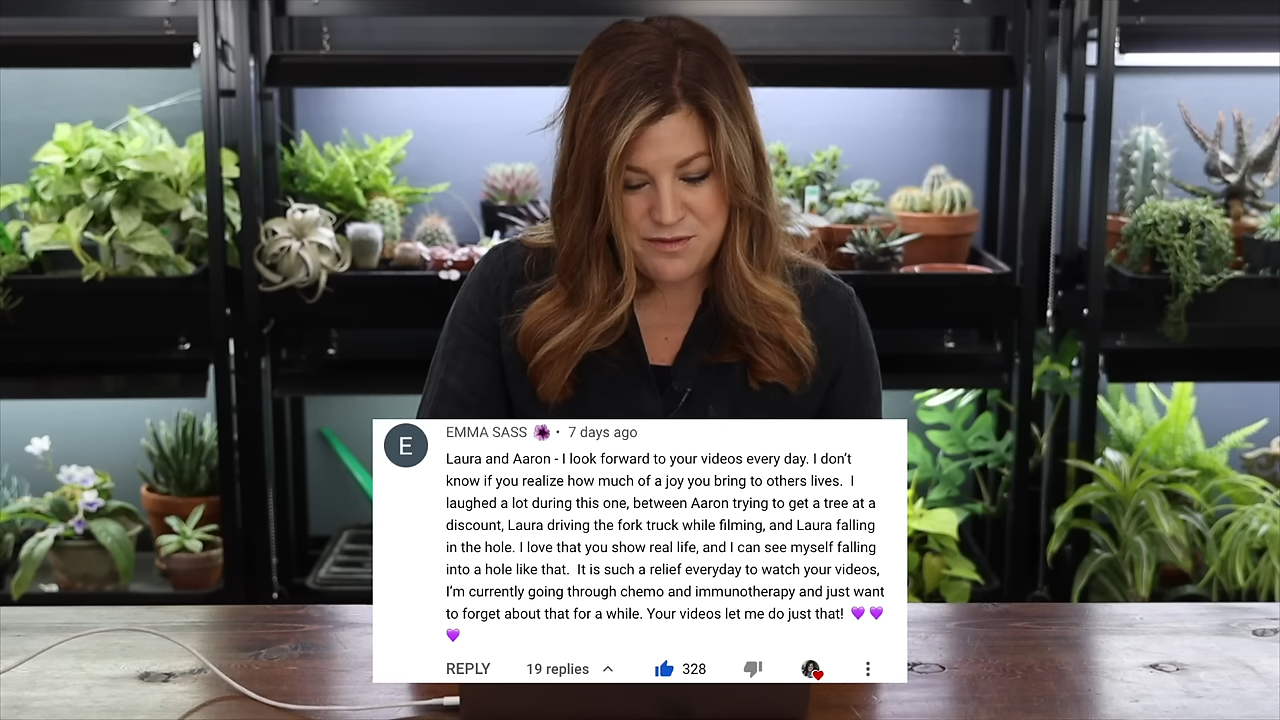 E
EMMA SASS 🌺 • 7 days ago
Laura and Aaron - I look forward to your videos every day. I don’t
know if you realize how much of a joy you bring to others lives.  I
laughed a lot during this one, between Aaron trying to get a tree at a
discount, Laura driving the fork truck while filming, and Laura falling
in the hole. I love that you show real life, and I can see myself falling
into a hole like that.  It is such a relief everyday to watch your videos,
I’m currently going through chemo and immunotherapy and just want
to forget about that for a while. Your videos let me do just that! 💜 💜
💜
REPLY 19 replies 328